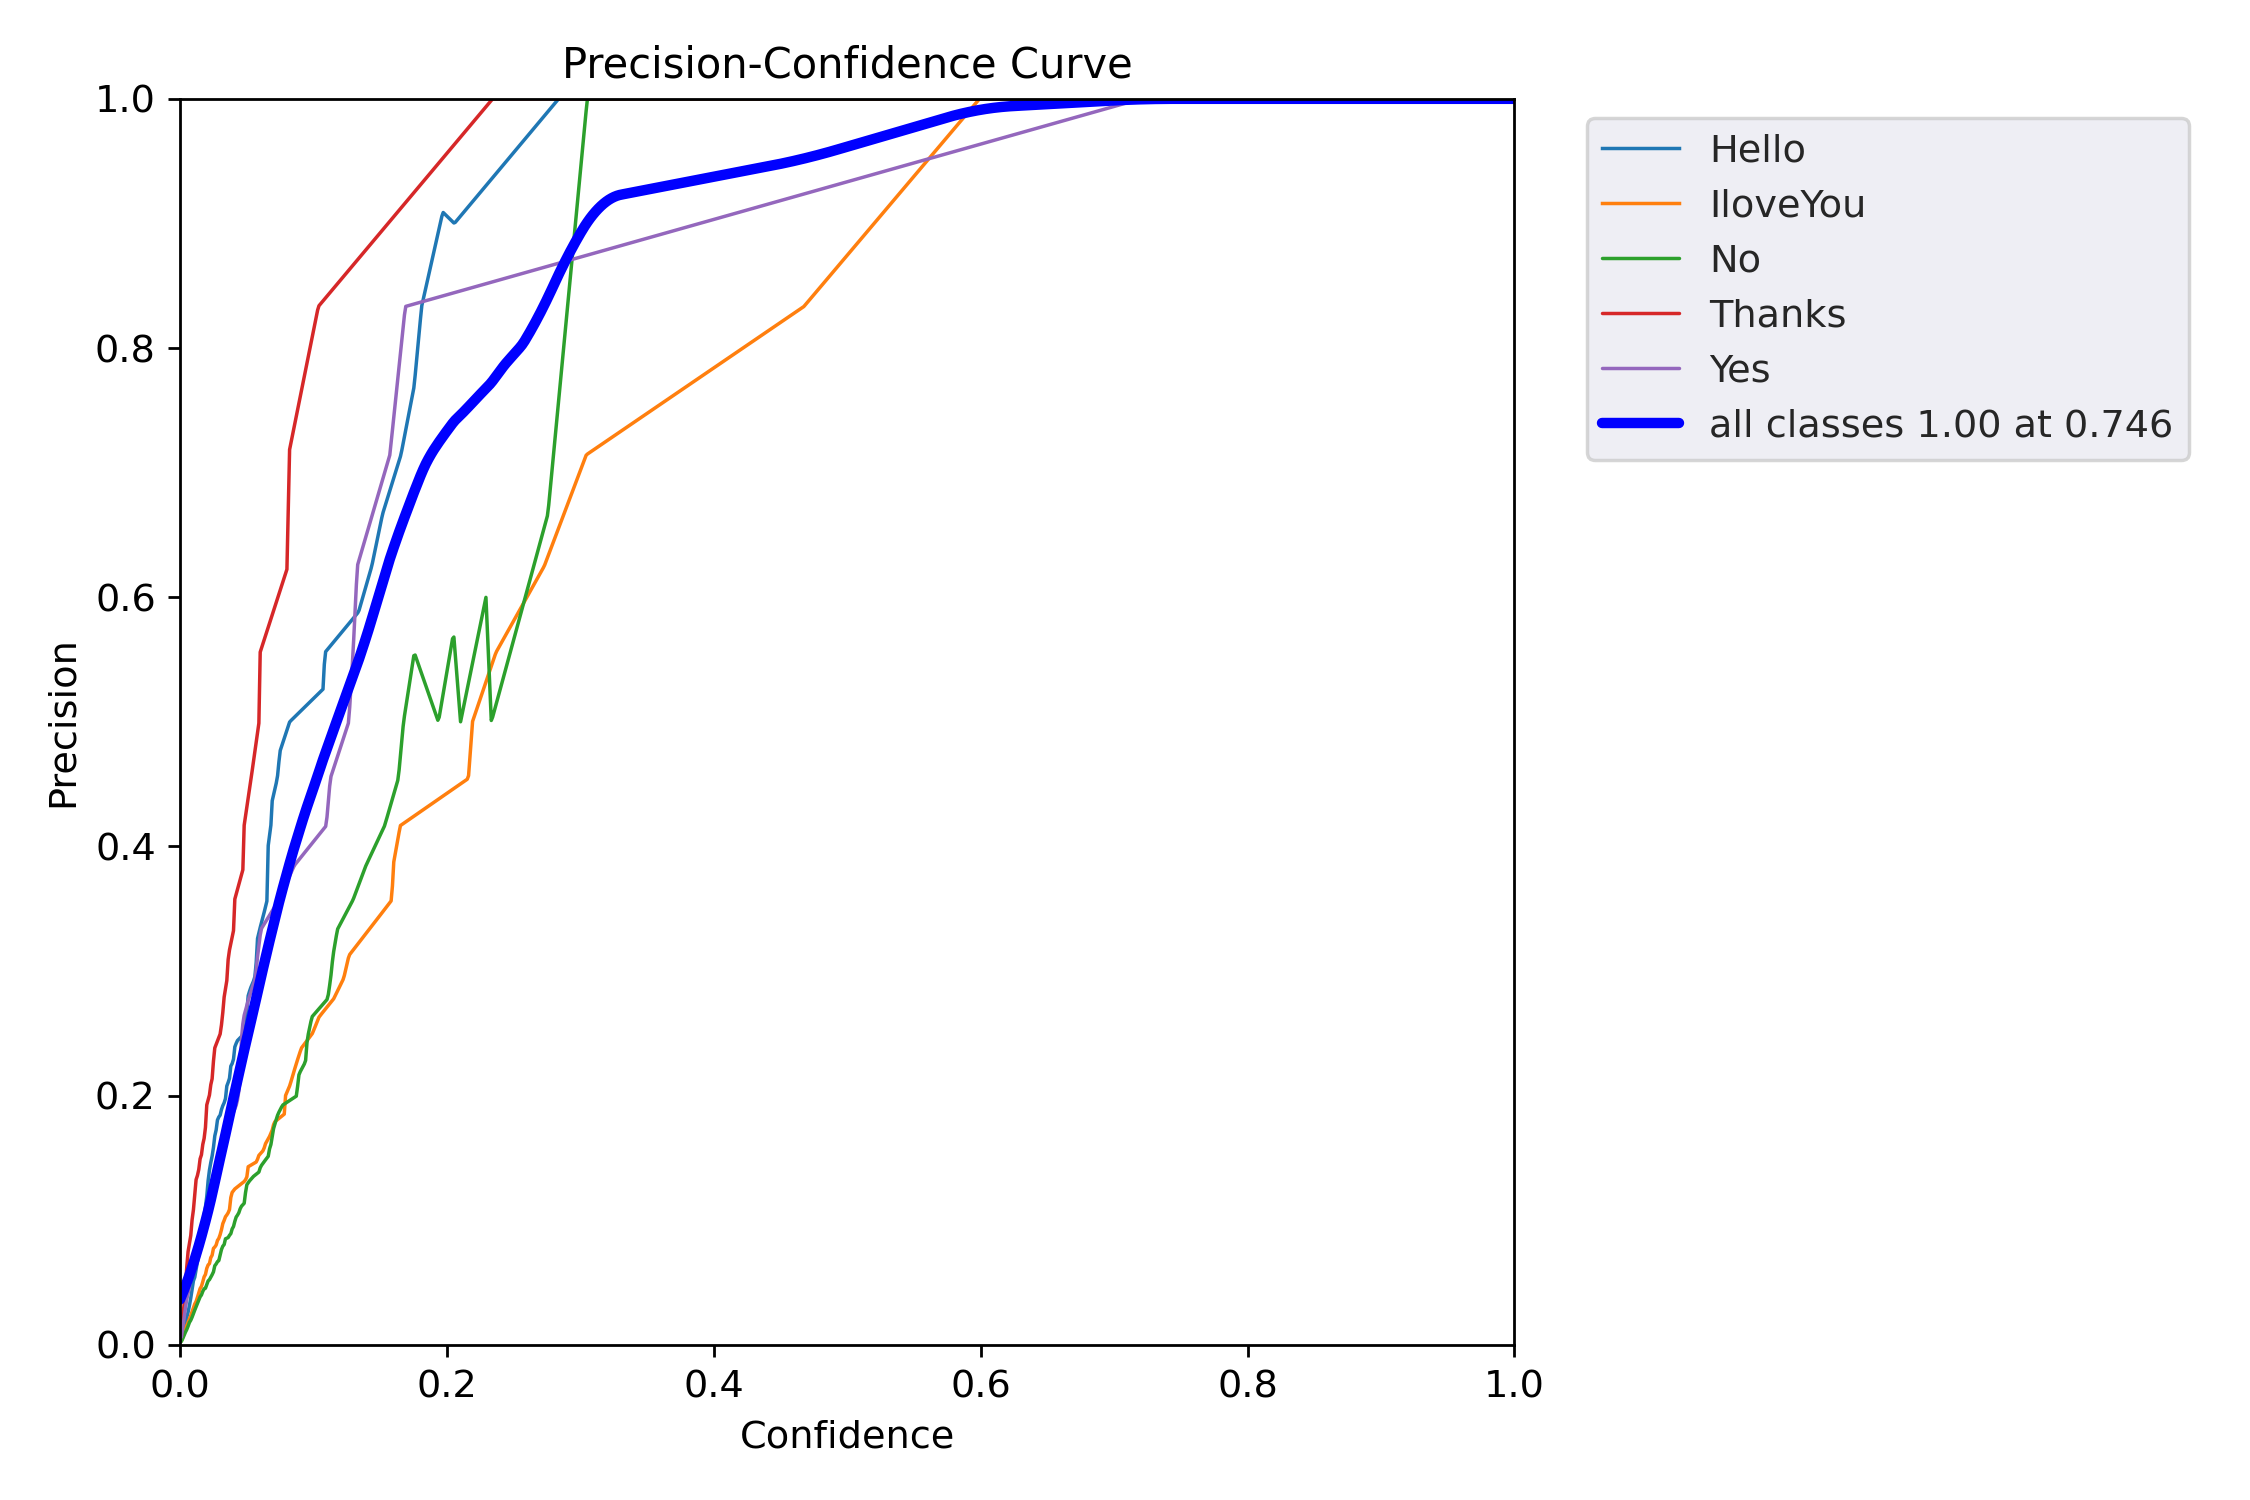 Precision-Confidence Curve
1.0
0.8
0.6
0.4
0.2
0.0
Precision
0.0 0.2 0.4 0.6 0.8 1.0
Confidence
Hello
IloveYou
No
Thanks
Yes
all classes 1.00 at 0.746